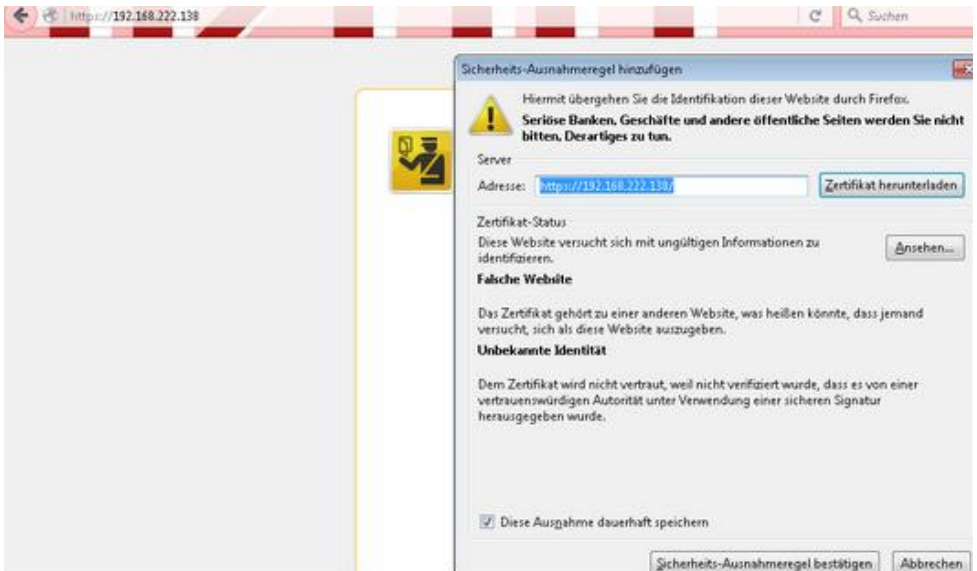 https://192.168.222.138
Suchen
Sicherheits-Ausnahmeregel hinzufügen
Hiermit übergehen Sie die Identifikation dieser Website durch Firefox.
Seriöse Banken, Geschäfte und andere öffentliche Seiten werden Sie nicht
bitten, Derartiges zu tun.
Server
Adresse: https://192.168.222.138/ Zertifikat herunterladen
Zertifikat-Status
Diese Website versucht sich mit ungültigen Informationen zu
identifizieren.
Ansehen...
Falsche Website
Das Zertifikat gehört zu einer anderen Website, was heißen könnte, dass jemand
versucht, sich als diese Website auszugeben.
Unbekannte Identität
Dem Zertifikat wird nicht vertraut, weil nicht verifiziert wurde, dass es von einer
vertrauenswürdigen Autorität unter Verwendung einer sicheren Signatur
herausgegeben wurde.
Diese Ausnahme dauerhaft speichern
Sicherheits-Ausnahmeregel bestätigen Abbrechen